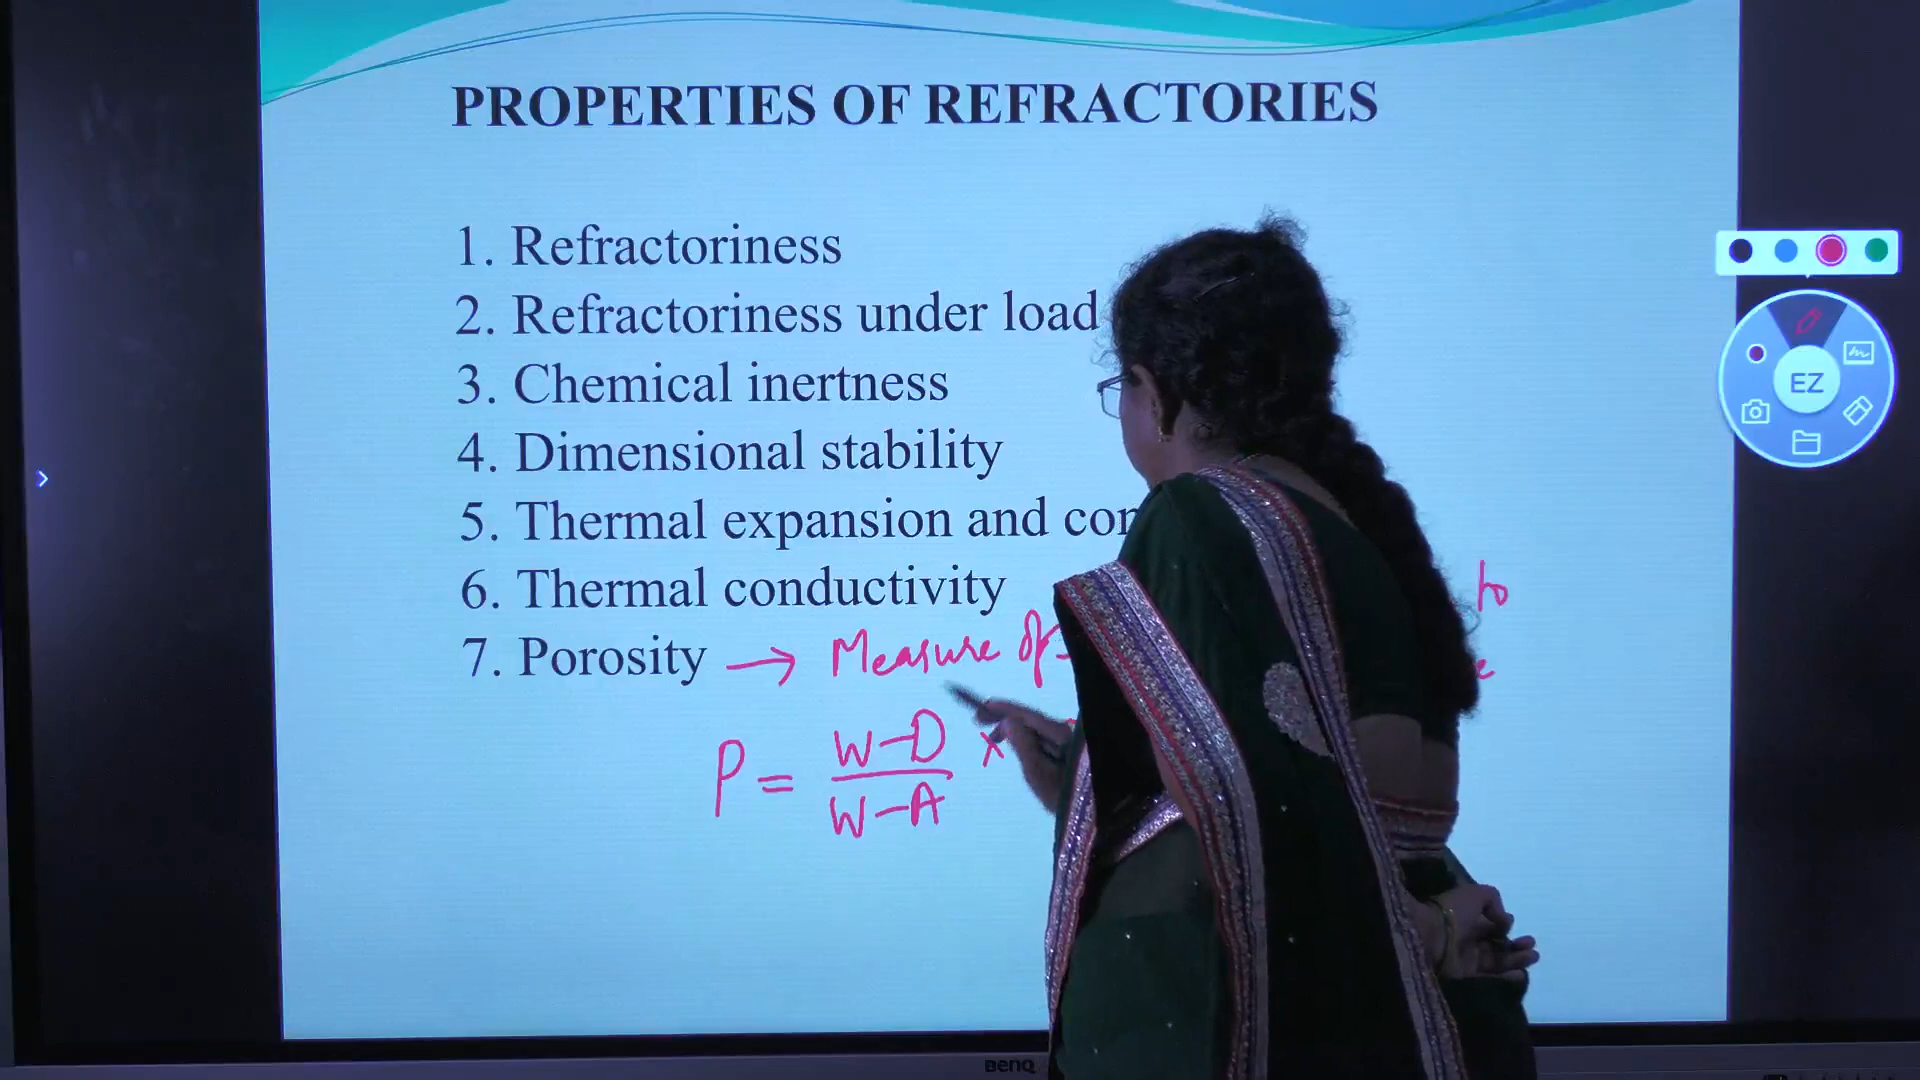 PROPERTIES OF REFRACTORIES
1. Refractoriness
2. Refractoriness under load
3. Chemical inertness
4. Dimensional stability
5. Thermal expansion and
6. Thermal conductivity
to
7. Porosity → Measure of
P = W-D / W-A ×
EZ
BenQ